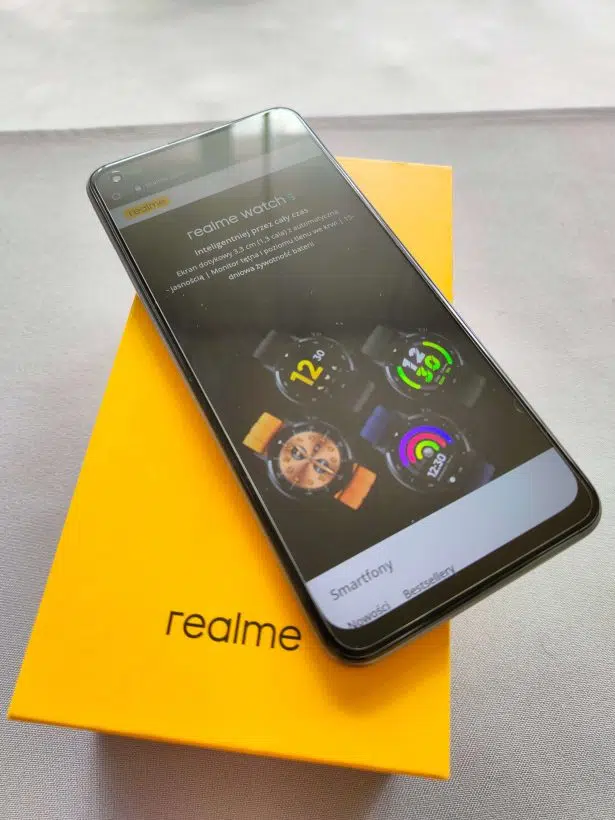 realme
realme watch S
Inteligentniej przez cały czas
Ekran dotykowy 3,3 cm (1,3 cala) z automatyczną
jasnością | Monitor tętna i poziomu tlenu we krwi | 15-
dniowa żywotność baterii
12
30
12
30
12:30
Smartfony
Nowości Bestsellery
realme